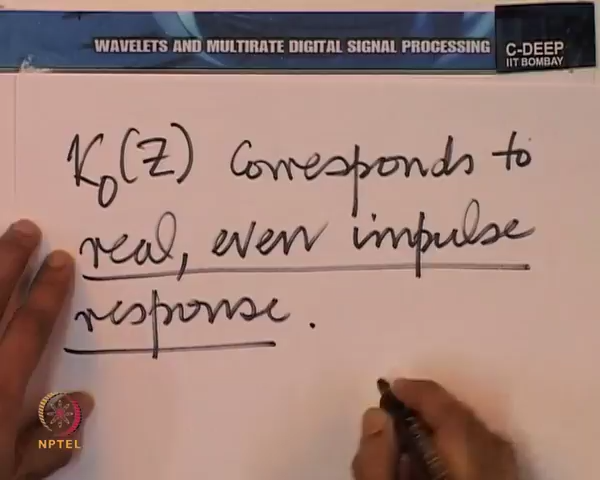 WAVELETS AND MULTIRATE DIGITAL SIGNAL PROCESSING
C-DEEP
IIT BOMBAY
K₀(Z) Corresponds to
real, even impulse
response.
NPTEL